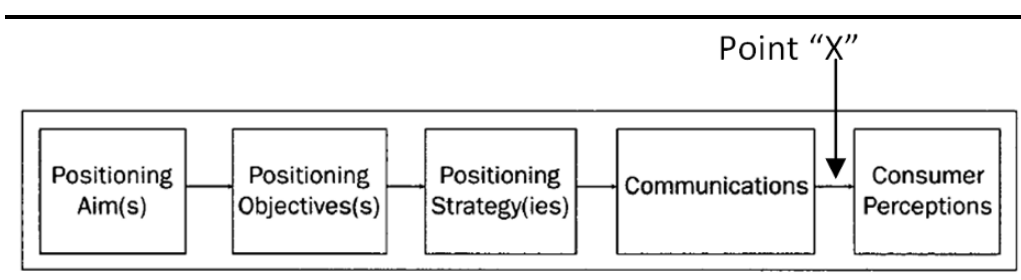 Point “X”
Positioning
Aim(s)
Positioning
Objectives(s)
Positioning
Strategy(ies)
Communications
Consumer
Perceptions